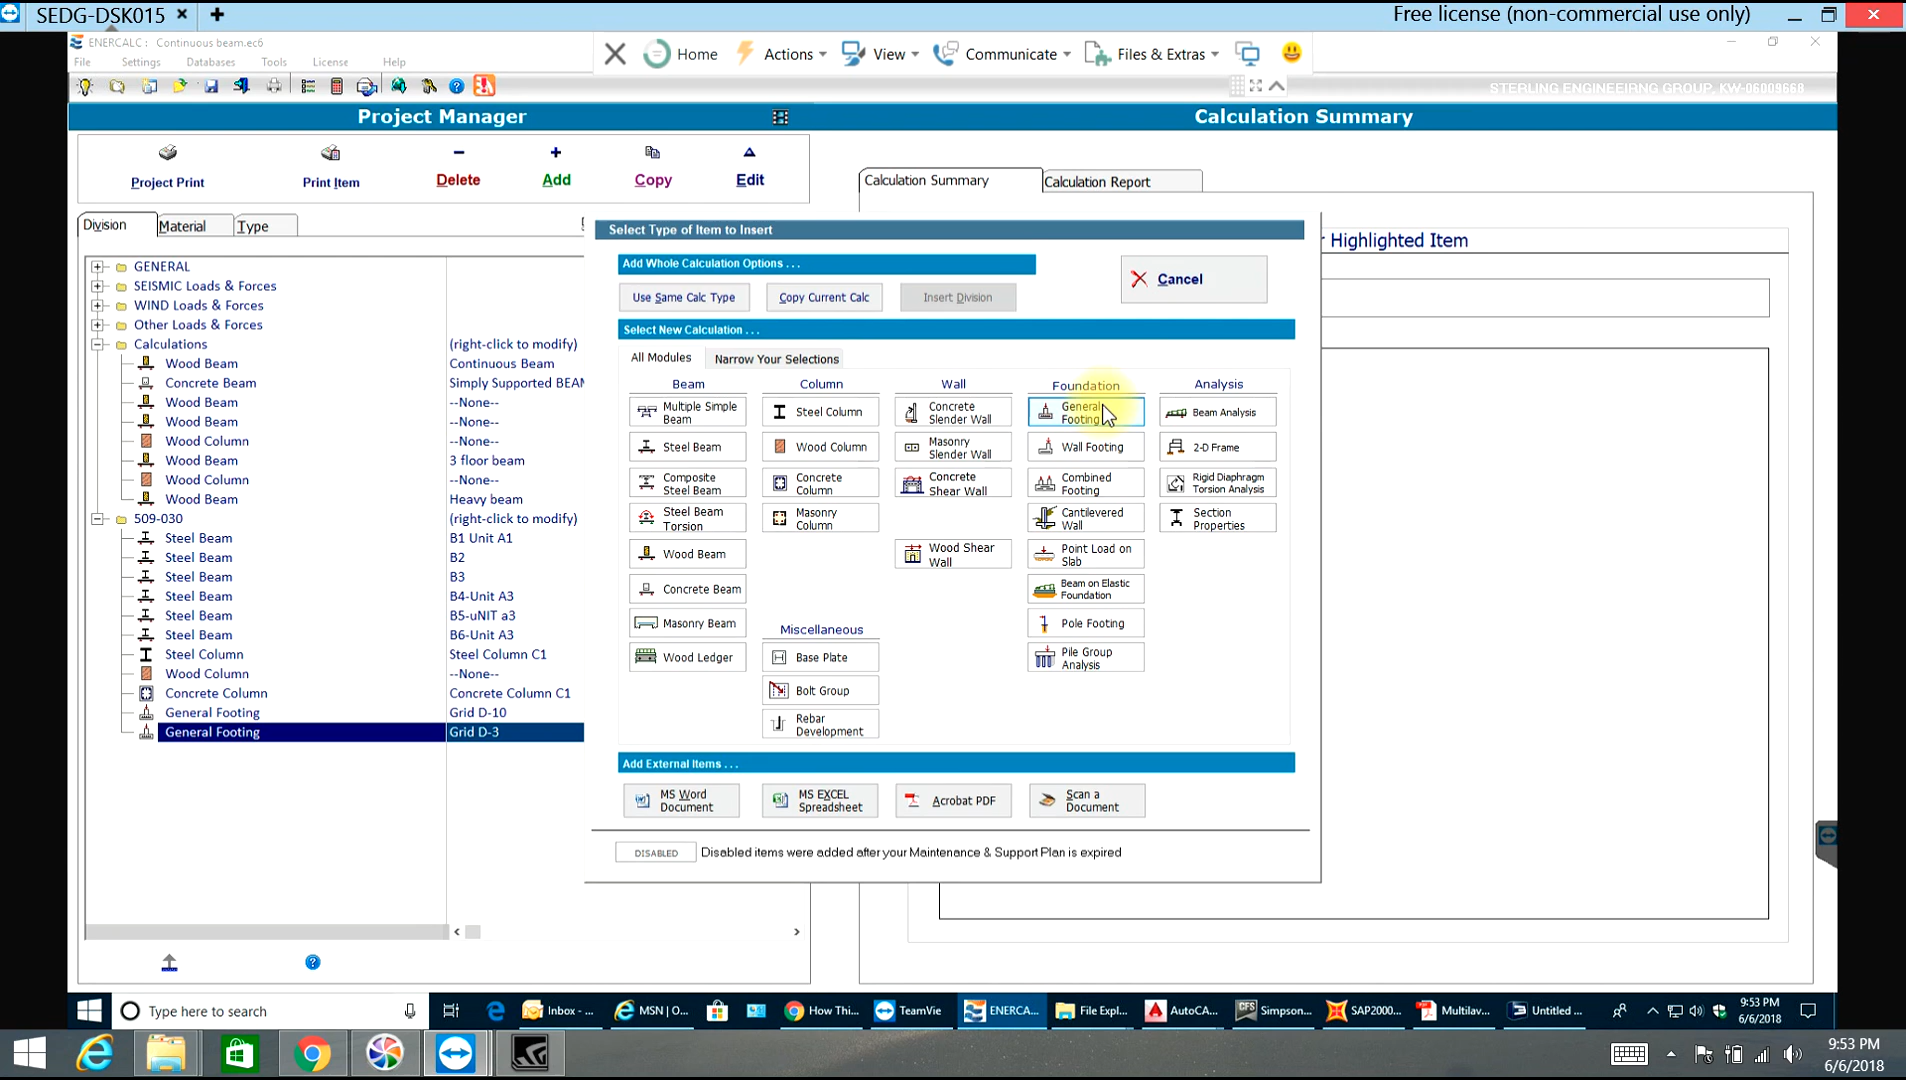 SEDG-DSK015
Free license (non-commercial use only)
ENERCALC : Continuous beam.ec6
File Settings Databases Tools License Help
Home Actions View Communicate Files & Extras
STERLING ENGINEEIRNG GROUP, KW-06009668
Project Manager
Calculation Summary
Project Print
Print Item
Delete
Add
Copy
Edit
Calculation Summary
Calculation Report
Division
Material
Type
Highlighted Item
GENERAL
SEISMIC Loads & Forces
WIND Loads & Forces
Other Loads & Forces
Calculations (right-click to modify)
Wood Beam Continuous Beam
Concrete Beam Simply Supported BEAM
Wood Beam --None--
Wood Beam --None--
Wood Column --None--
Wood Beam 3 floor beam
Wood Column --None--
Wood Beam Heavy beam
509-030 (right-click to modify)
Steel Beam B1 Unit A1
Steel Beam B2
Steel Beam B3
Steel Beam B4-Unit A3
Steel Beam B5-uNIT a3
Steel Beam B6-Unit A3
Steel Column Steel Column C1
Wood Column --None--
Concrete Column Concrete Column C1
General Footing Grid D-10
General Footing Grid D-3
Select Type of Item to Insert
Add Whole Calculation Options . . .
Cancel
Use Same Calc Type
Copy Current Calc
Insert Division
Select New Calculation . . .
All Modules
Narrow Your Selections
Beam
Multiple Simple
Beam
Steel Beam
Composite
Steel Beam
Steel Beam
Torsion
Wood Beam
Concrete Beam
Masonry Beam
Wood Ledger
Column
Steel Column
Wood Column
Concrete
Column
Masonry
Column
Miscellaneous
Base Plate
Bolt Group
Rebar
Development
Wall
Concrete
Slender Wall
Masonry
Slender Wall
Concrete
Shear Wall
Wood Shear
Wall
Foundation
General
Footing
Wall Footing
Combined
Footing
Cantilevered
Wall
Point Load on
Slab
Beam on Elastic
Foundation
Pole Footing
Pile Group
Analysis
Analysis
Beam Analysis
2-D Frame
Rigid Diaphragm
Torsion Analysis
Section
Properties
Add External Items . . .
MS Word
Document
MS EXCEL
Spreadsheet
Acrobat PDF
Scan a
Document
DISABLED
Disabled items were added after your Maintenance & Support Plan is expired
Type here to search
Inbox - ...
MSN | O...
How Thi...
TeamVie
ENERCA...
File Expl...
AutoCA...
Simpson...
SAP2000...
Multilav...
Untitled ...
9:53 PM
6/6/2018
9:53 PM
6/6/2018